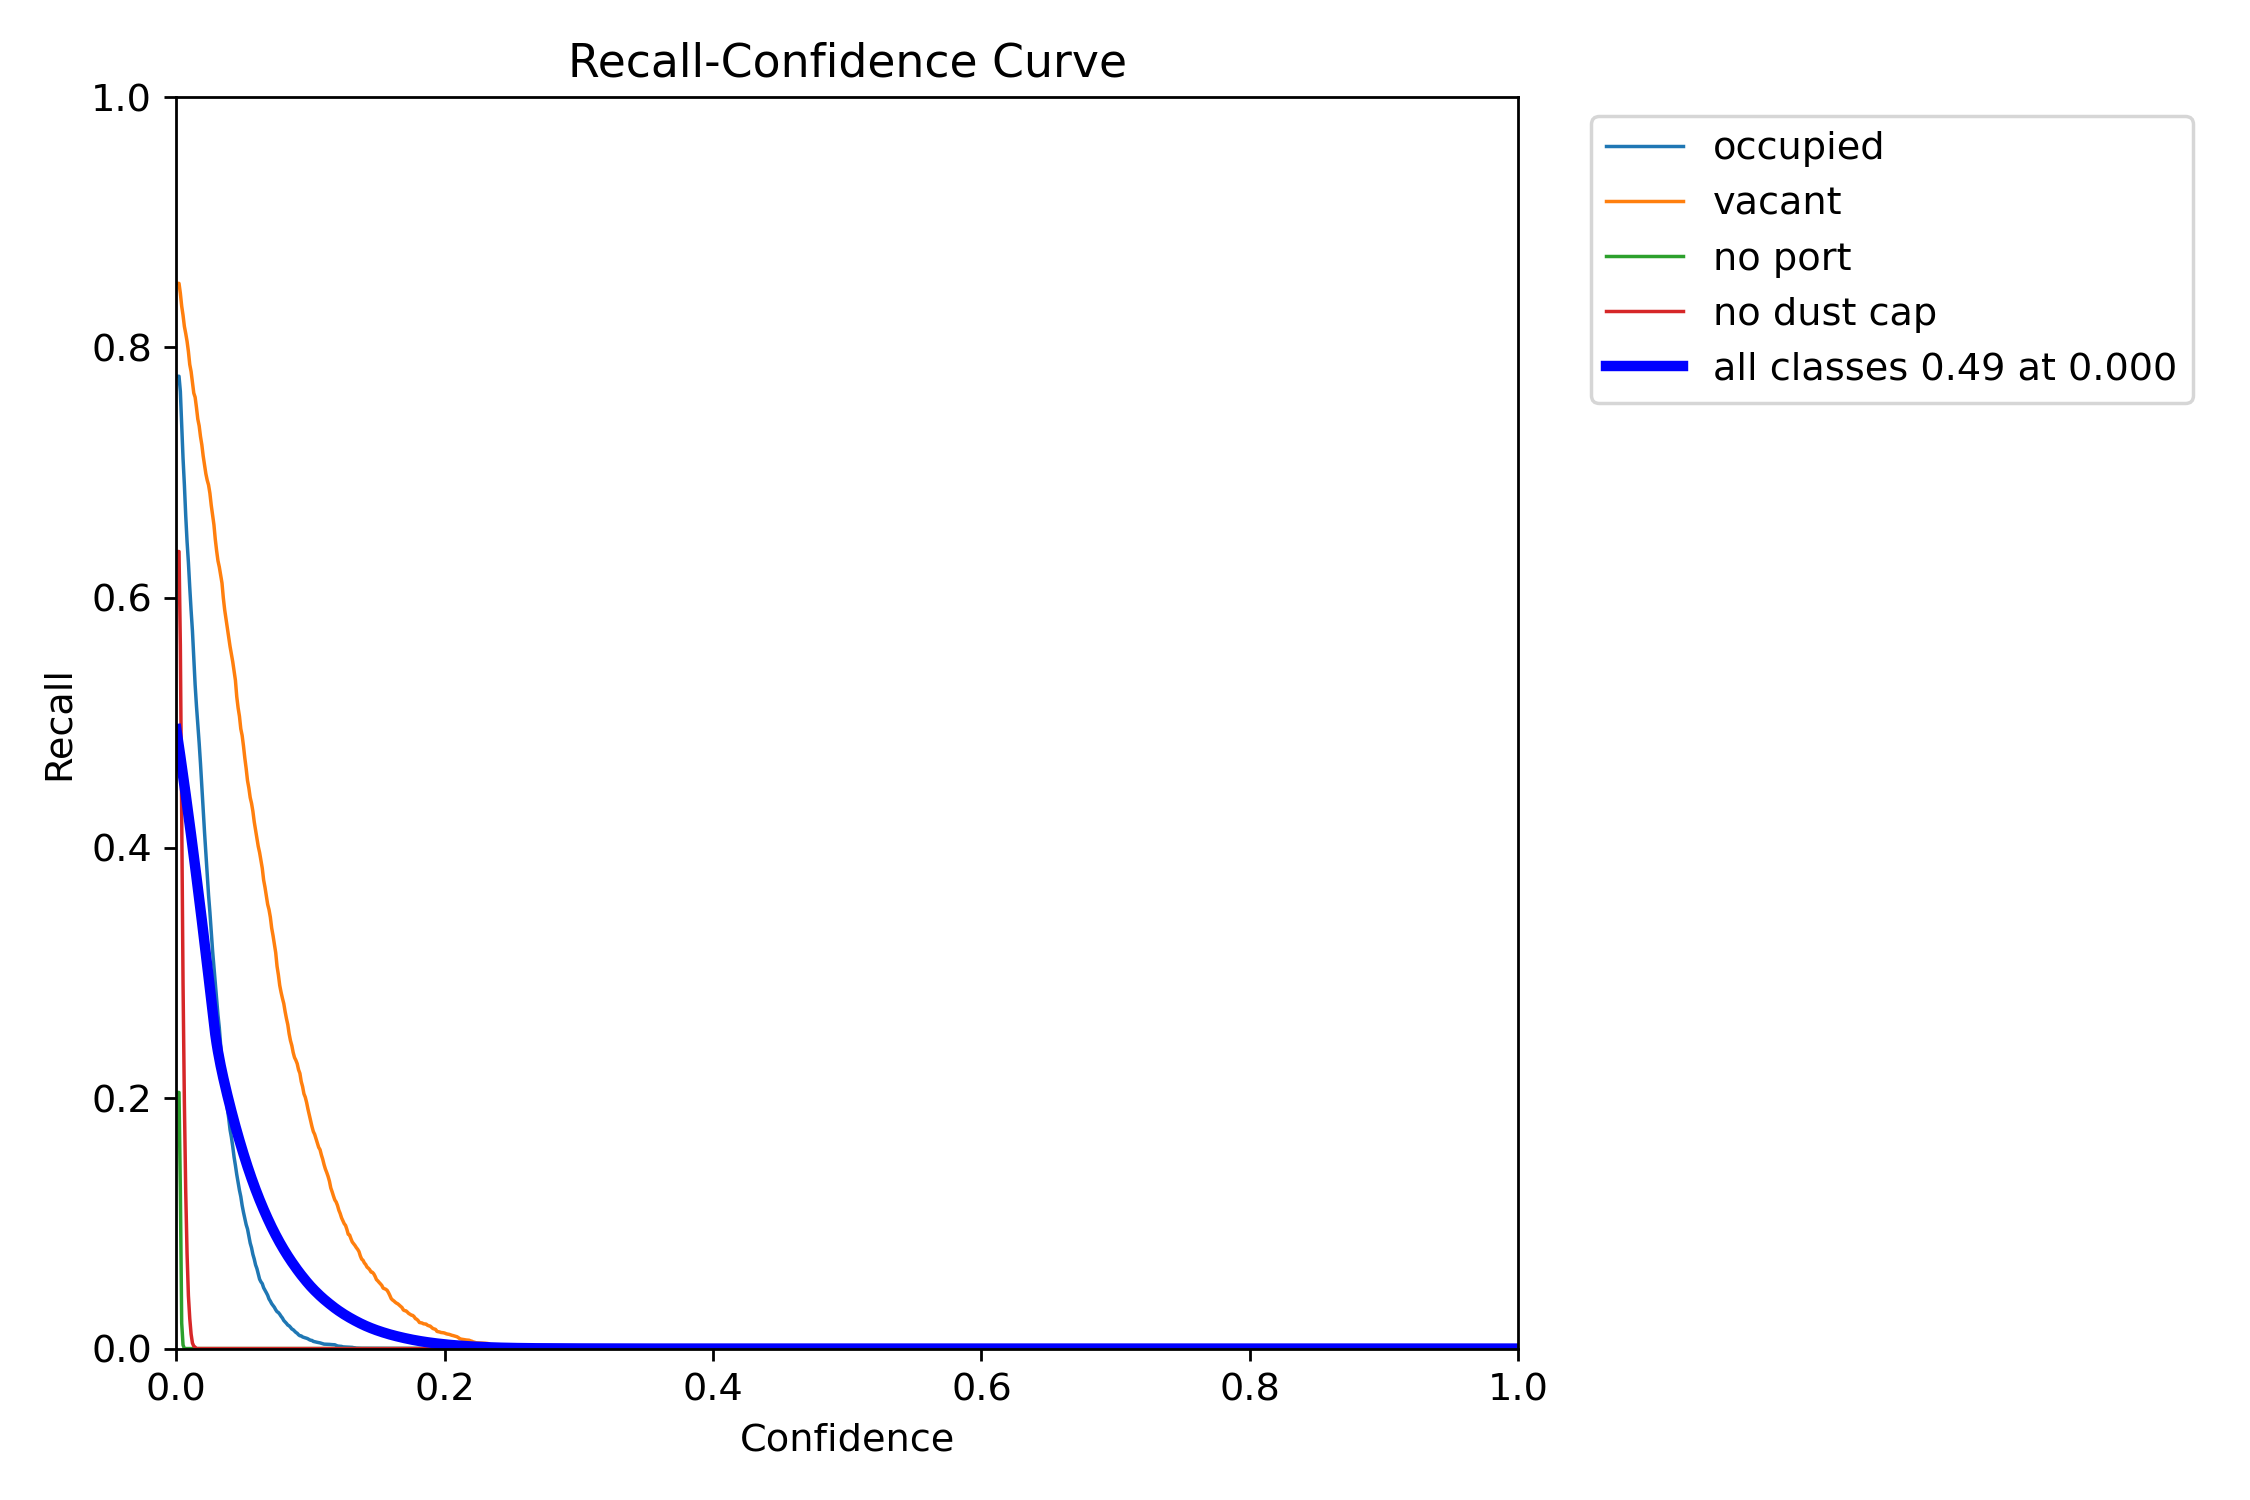 Recall-Confidence Curve
1.0
0.8
0.6
0.4
0.2
0.0
Recall
0.0 0.2 0.4 0.6 0.8 1.0
Confidence
occupied
vacant
no port
no dust cap
all classes 0.49 at 0.000